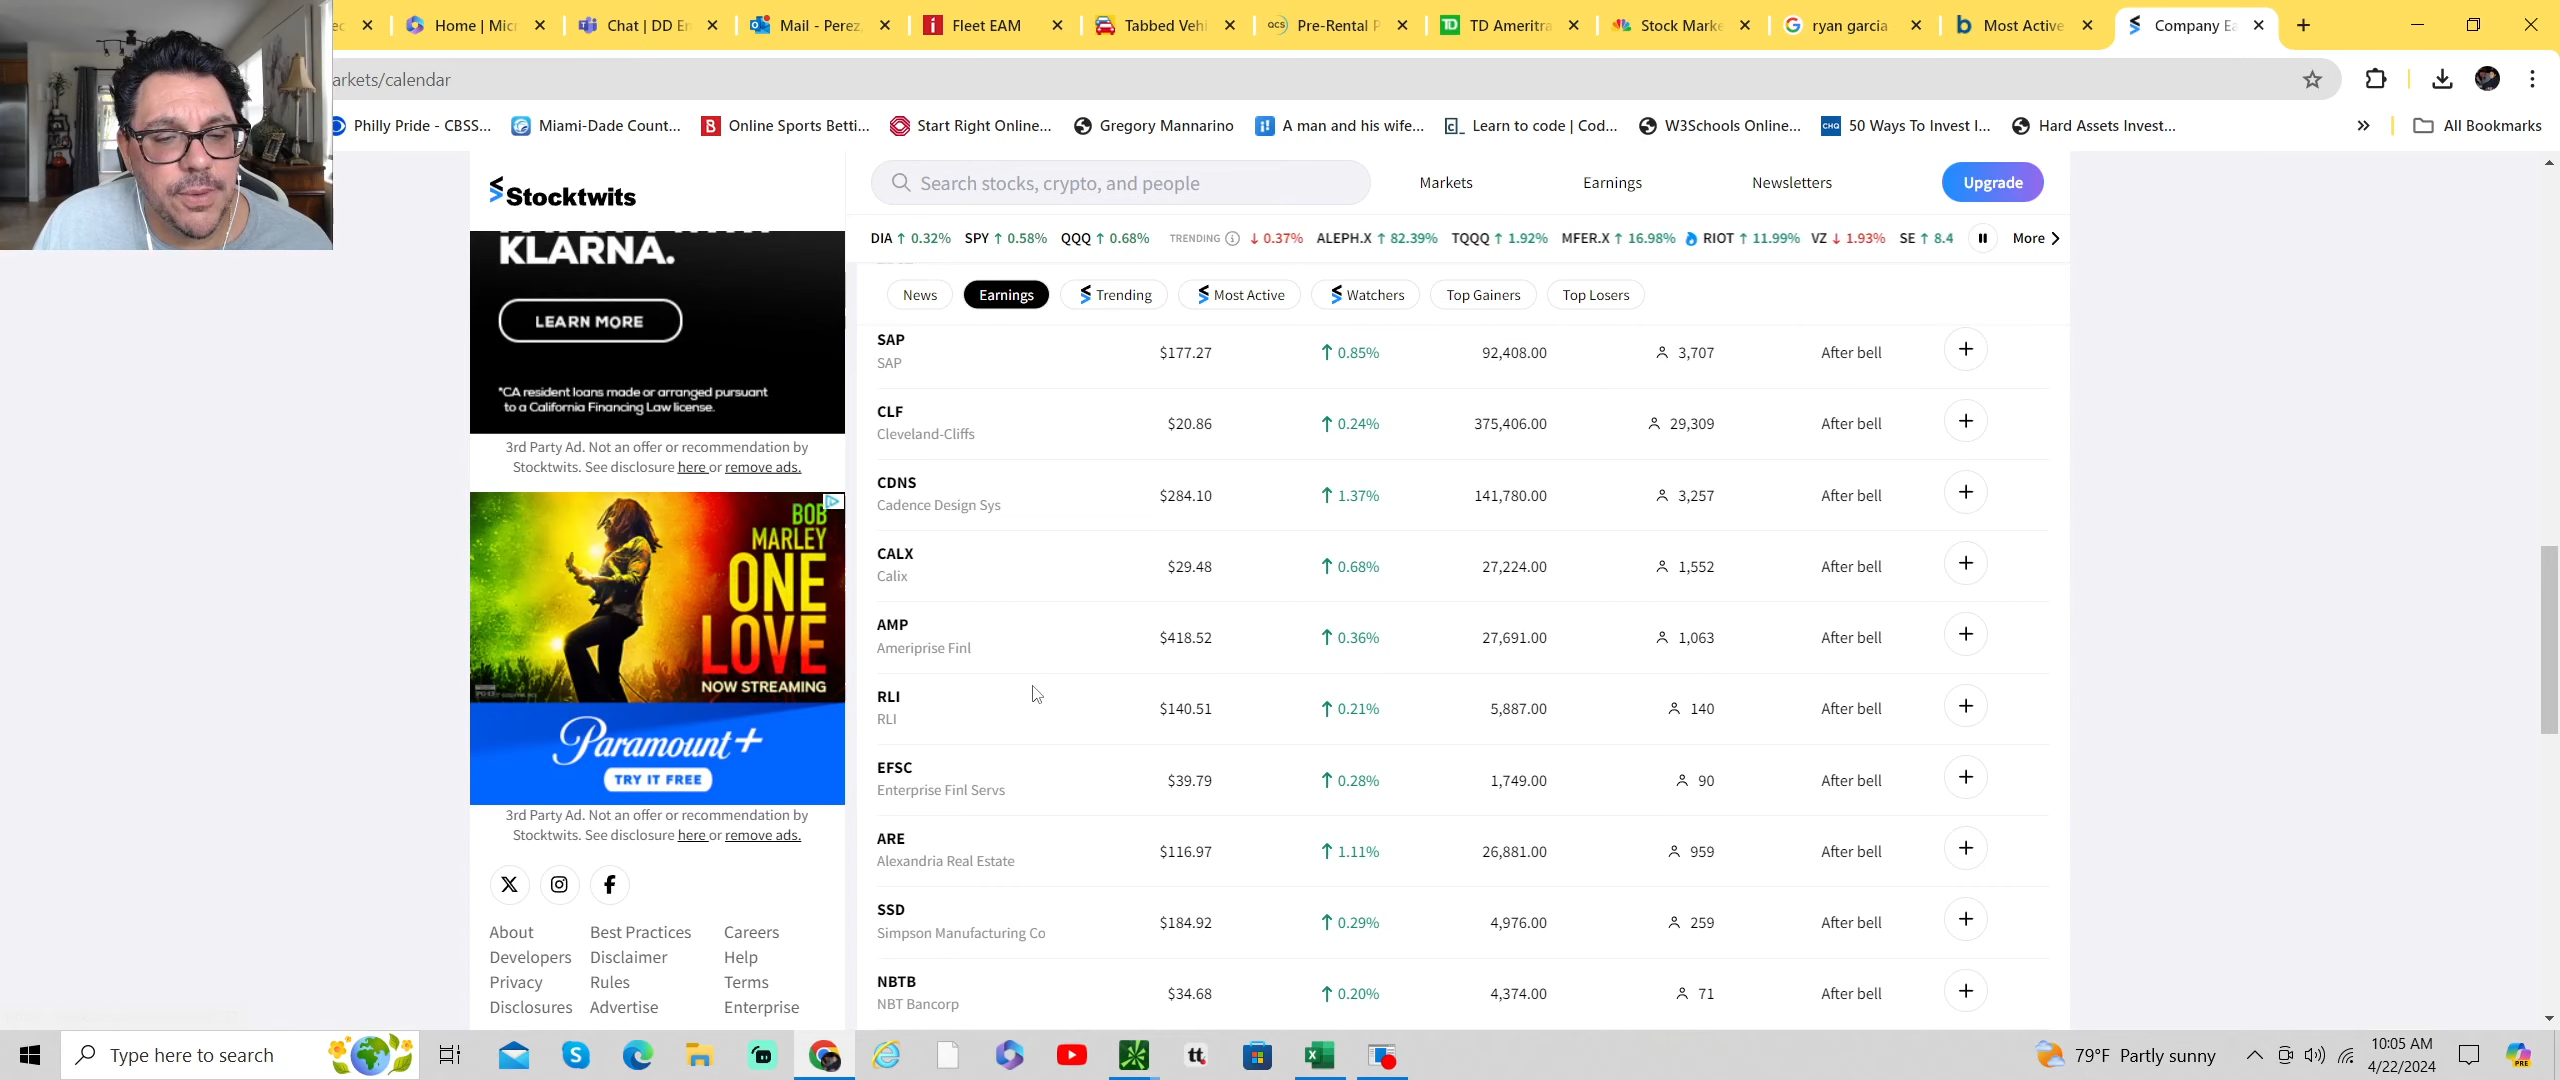 ec
Home | Micr
Chat | DD En
Mail - Perez,
Fleet EAM
Tabbed Vehi
Pre-Rental P
TD Ameritra
Stock Marke
ryan garcia
Most Active
Company Ea
arkets/calendar
Philly Pride - CBSS...
Miami-Dade Count...
Online Sports Betti...
Start Right Online...
Gregory Mannarino
A man and his wife...
Learn to code | Cod...
W3Schools Online...
50 Ways To Invest I...
Hard Assets Invest...
All Bookmarks
Stocktwits
Search stocks, crypto, and people
Markets
Earnings
Newsletters
Upgrade
DIA ↑ 0.32% SPY ↑ 0.58% QQQ ↑ 0.68% TRENDING ↓ 0.37% ALEPH.X ↑ 82.39% TQQQ ↑ 1.92% MFER.X ↑ 16.98% RIOT ↑ 11.99% VZ ↓ 1.93% SE ↑ 8.4 More
News Earnings Trending Most Active Watchers Top Gainers Top Losers
KLARNA.
LEARN MORE
*CA resident loans made or arranged pursuant
to a California Financing Law license.
3rd Party Ad. Not an offer or recommendation by
Stocktwits. See disclosure here or remove ads.
BOB
MARLEY
ONE
LOVE
NOW STREAMING
Paramount+
TRY IT FREE
3rd Party Ad. Not an offer or recommendation by
Stocktwits. See disclosure here or remove ads.
About Best Practices Careers
Developers Disclaimer Help
Privacy Rules Terms
Disclosures Advertise Enterprise
SAP $177.27 ↑ 0.85% 92,408.00 3,707 After bell
SAP
CLF $20.86 ↑ 0.24% 375,406.00 29,309 After bell
Cleveland-Cliffs
CDNS $284.10 ↑ 1.37% 141,780.00 3,257 After bell
Cadence Design Sys
CALX $29.48 ↑ 0.68% 27,224.00 1,552 After bell
Calix
AMP $418.52 ↑ 0.36% 27,691.00 1,063 After bell
Ameriprise Finl
RLI $140.51 ↑ 0.21% 5,887.00 140 After bell
RLI
EFSC $39.79 ↑ 0.28% 1,749.00 90 After bell
Enterprise Finl Servs
ARE $116.97 ↑ 1.11% 26,881.00 959 After bell
Alexandria Real Estate
SSD $184.92 ↑ 0.29% 4,976.00 259 After bell
Simpson Manufacturing Co
NBTB $34.68 ↑ 0.20% 4,374.00 71 After bell
NBT Bancorp
Type here to search
79°F Partly sunny
10:05 AM
4/22/2024